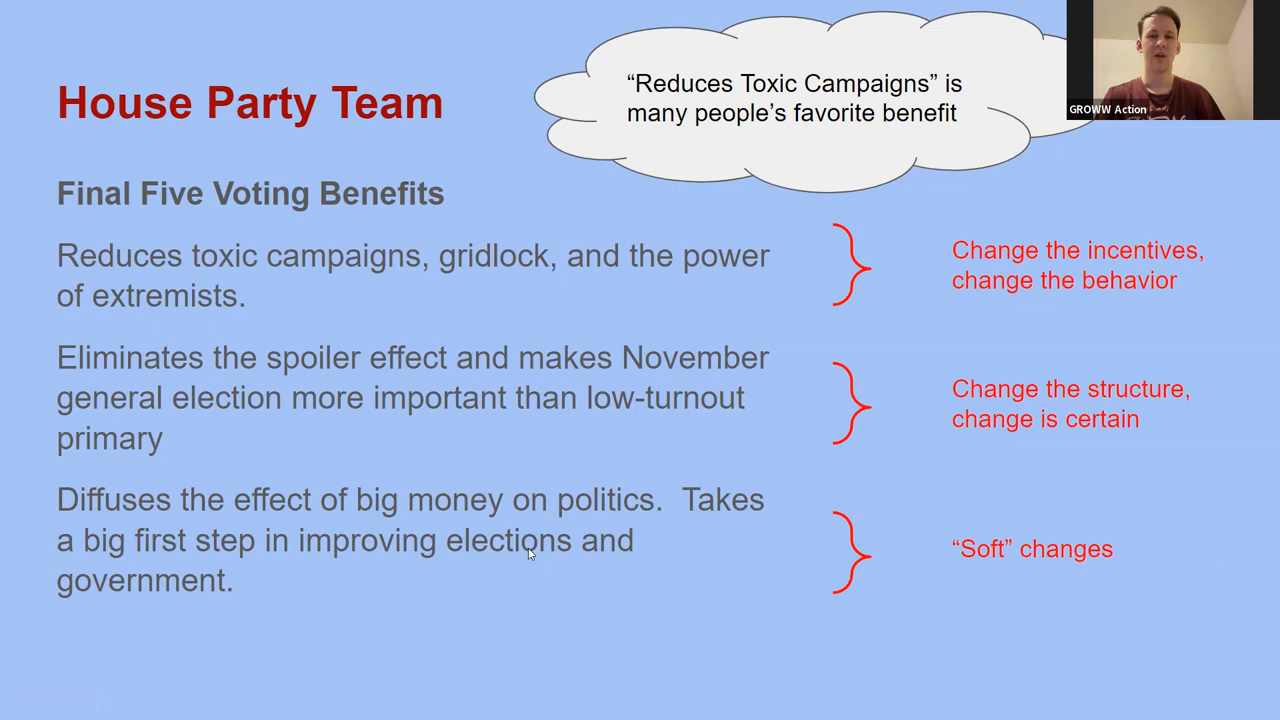 House Party Team
“Reduces Toxic Campaigns” is
many people’s favorite benefit
GROWW Action
Final Five Voting Benefits
Reduces toxic campaigns, gridlock, and the power
of extremists.
Change the incentives,
change the behavior
Eliminates the spoiler effect and makes November
general election more important than low-turnout
primary
Change the structure,
change is certain
Diffuses the effect of big money on politics.  Takes
a big first step in improving elections and
government.
“Soft” changes